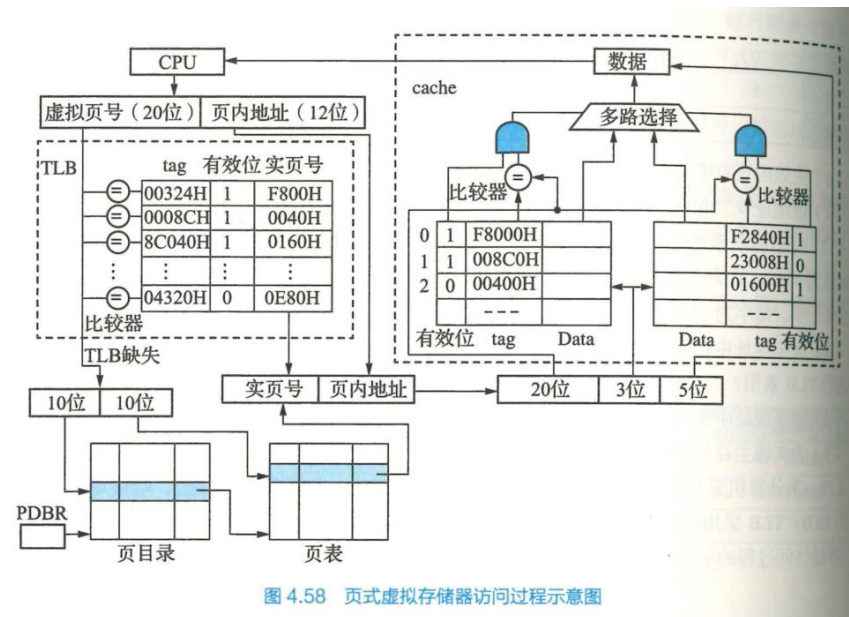 CPU
数据
cache
虚拟页号(20位) 页内地址(12位)
多路选择
TLB
tag 有效位 实页号
= 00324H 1 F800H
= 0008CH 1 0040H
= 8C040H 1 0160H
⋮ ⋮ ⋮
= 04320H 0 0E80H
比较器
TLB缺失
= 比较器
= 比较器
0 1 F8000H
1 1 008C0H
2 0 00400H
---
有效位 tag Data
F2840H 1
23008H 0
01600H 1
---
Data tag 有效位
10位 10位
实页号 页内地址
20位 3位 5位
PDBR
页目录
页表
图 4.58 页式虚拟存储器访问过程示意图